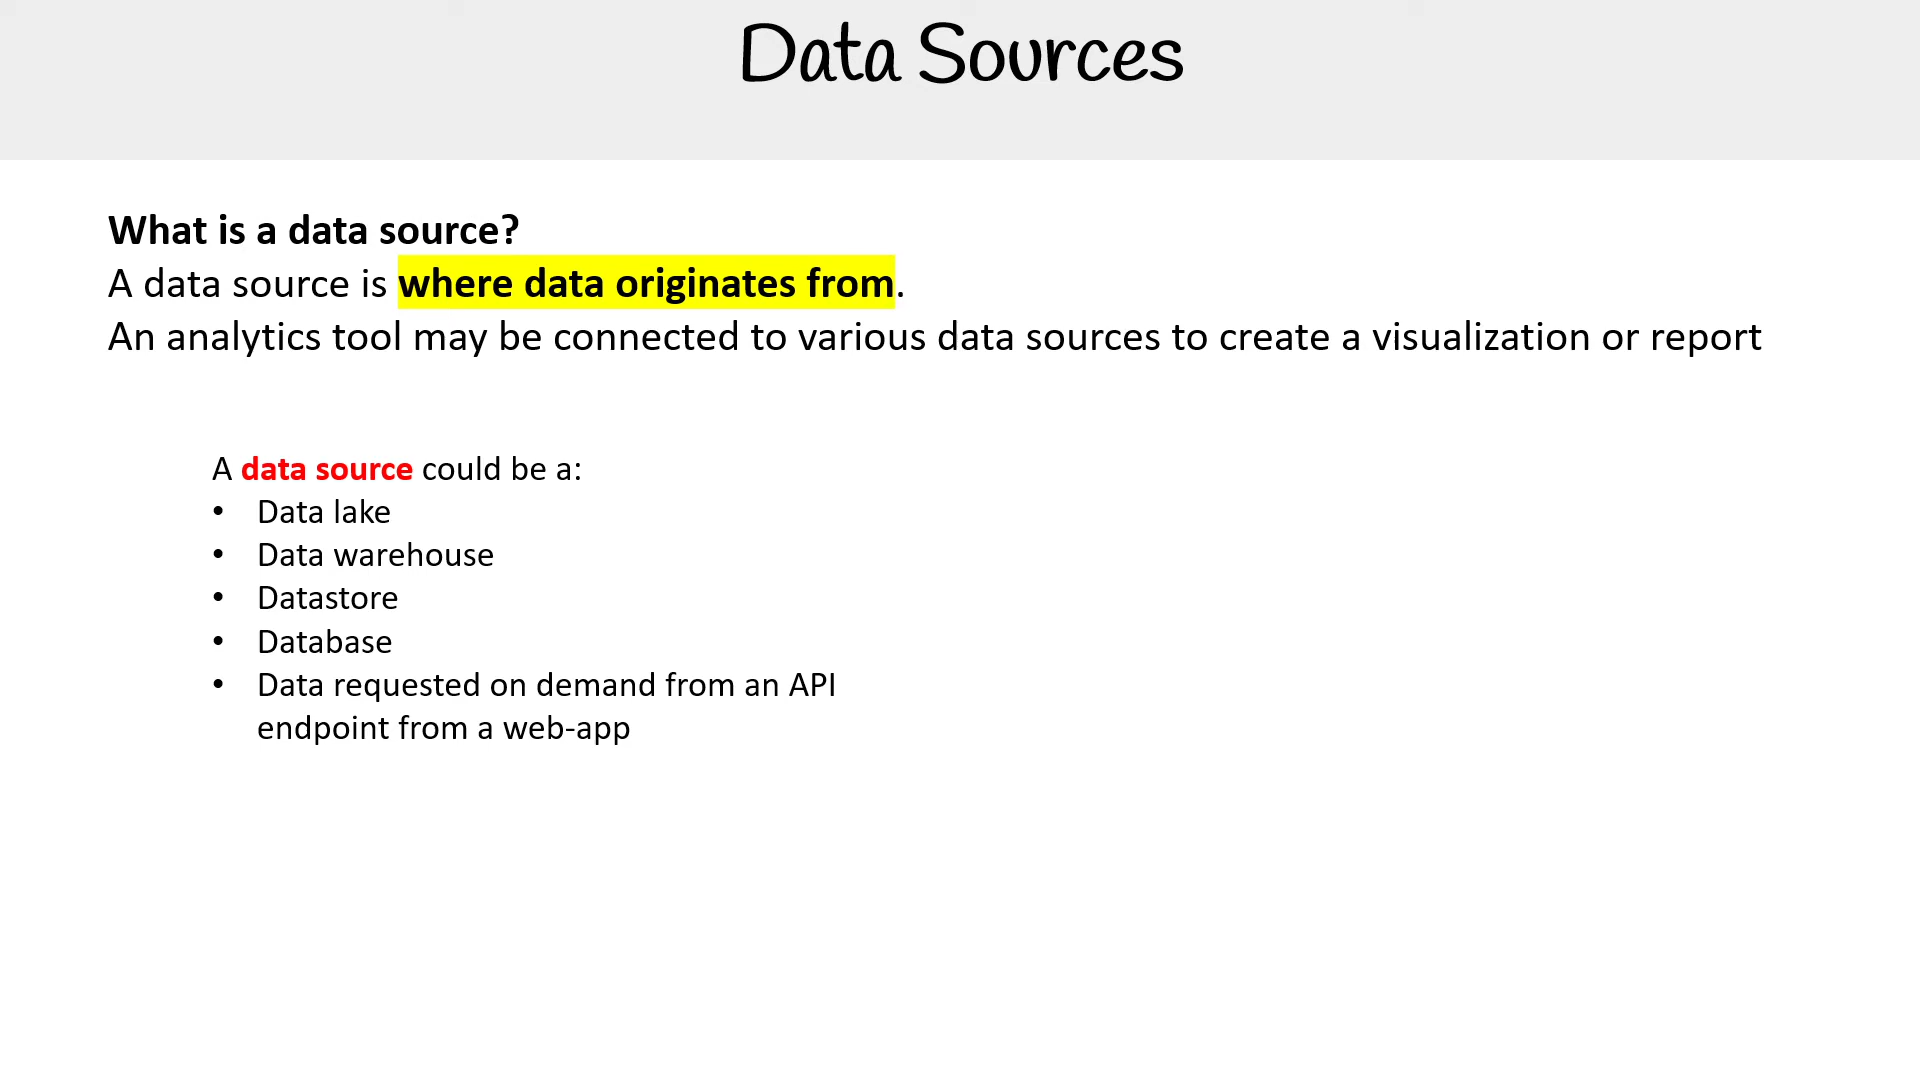 Data Sources
What is a data source?
A data source is where data originates from.
An analytics tool may be connected to various data sources to create a visualization or report
A data source could be a:
• Data lake
• Data warehouse
• Datastore
• Database
• Data requested on demand from an API
endpoint from a web-app